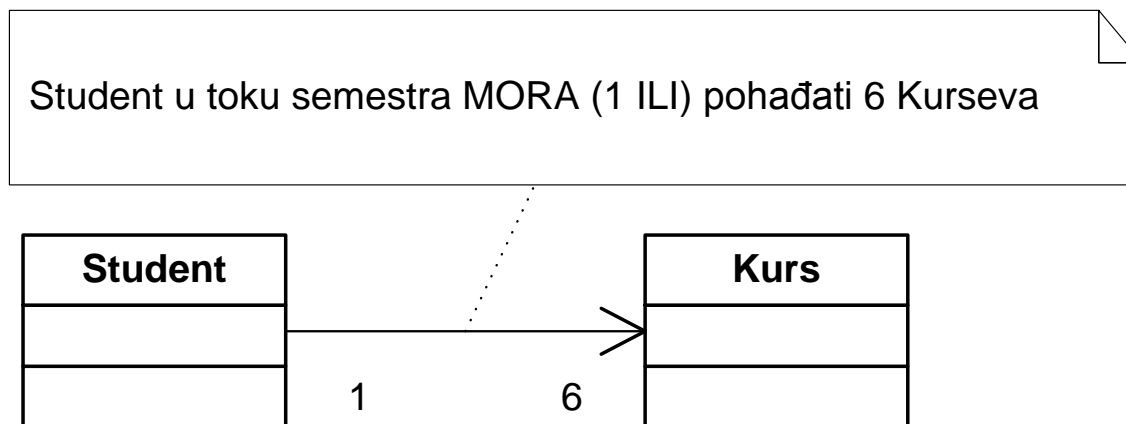 Student u toku semestra MORA (1 ILI) pohađati 6 Kurseva
Student
Kurs
1
6